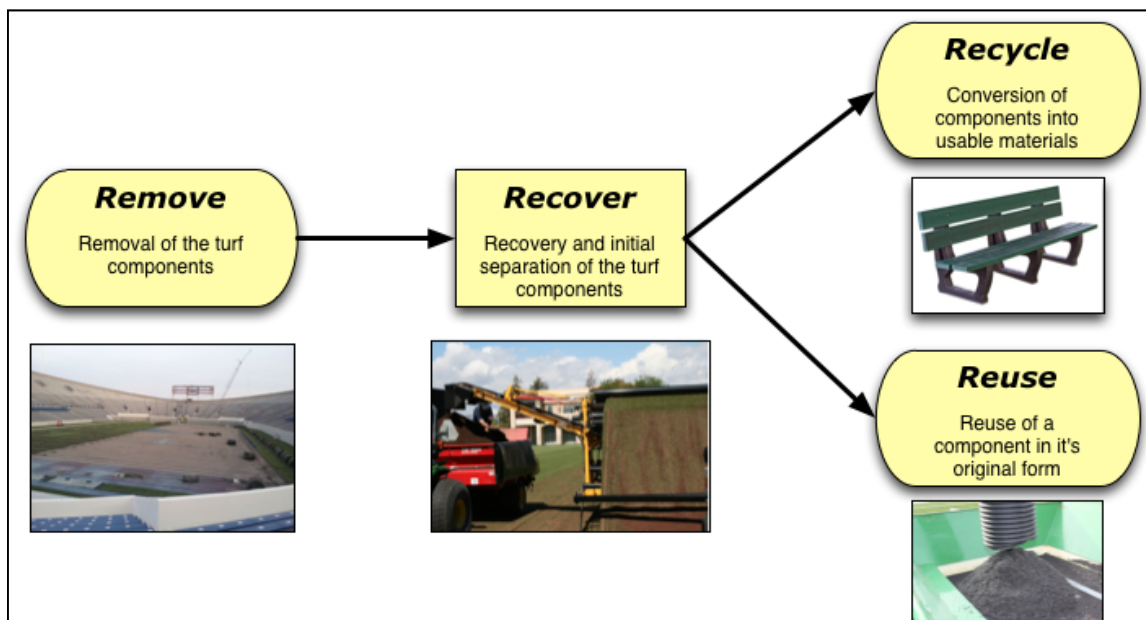 Remove
Removal of the turf
components
Recover
Recovery and initial
separation of the turf
components
Recycle
Conversion of
components into
usable materials
Reuse
Reuse of a
component in it's
original form